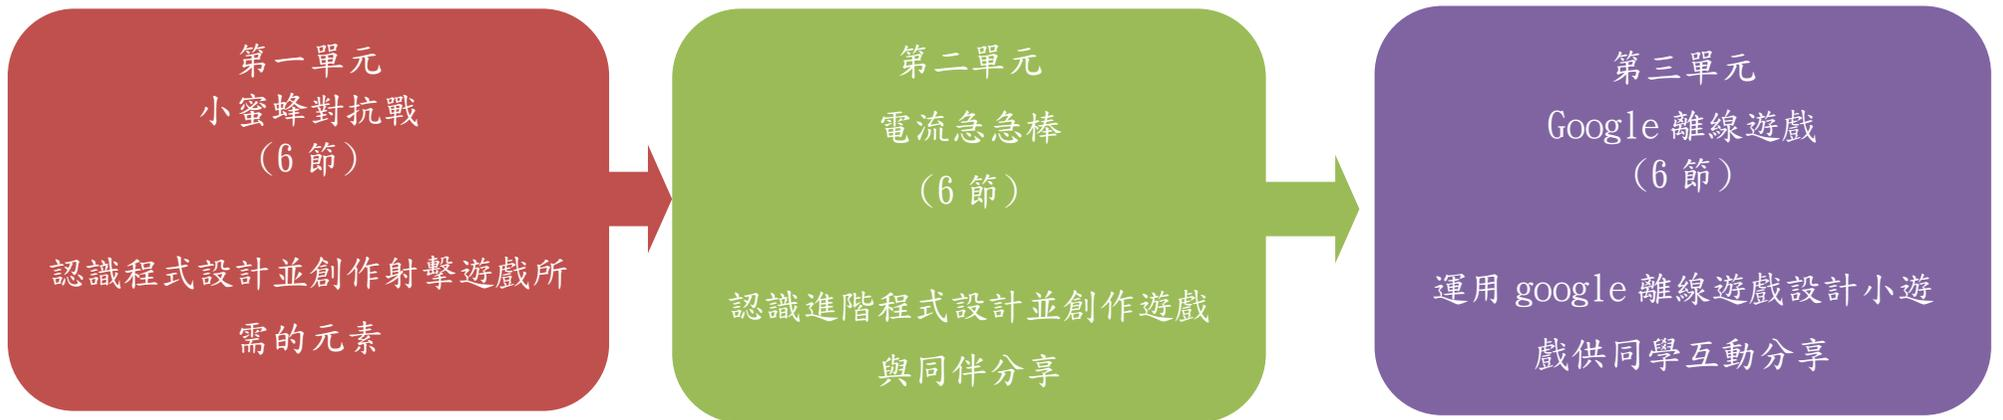 第一單元
小蜜蜂對抗戰
（6 節）
認識程式設計並創作射擊遊戲所
需的元素
第二單元
電流急急棒
（6 節）
認識進階程式設計並創作遊戲
與同伴分享
第三單元
Google 離線遊戲
（6 節）
運用 google 離線遊戲設計小遊
戲供同學互動分享